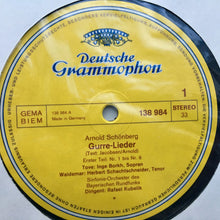 Deutsche
Grammophon
1
GEMA
BIEM
138 984 A
Made in Germany
138 984
STEREO
33
Arnold Schönberg
Gurre-Lieder
(Text: Jacobsen/Arnold)
Erster Teil: Nr. 1 bis Nr. 6
Tove: Inge Borkh, Sopran
Waldemar: Herbert Schachtschneider, Tenor
Sinfonie-Orchester des
Bayerischen Rundfunks
Dirigent: Rafael Kubelik